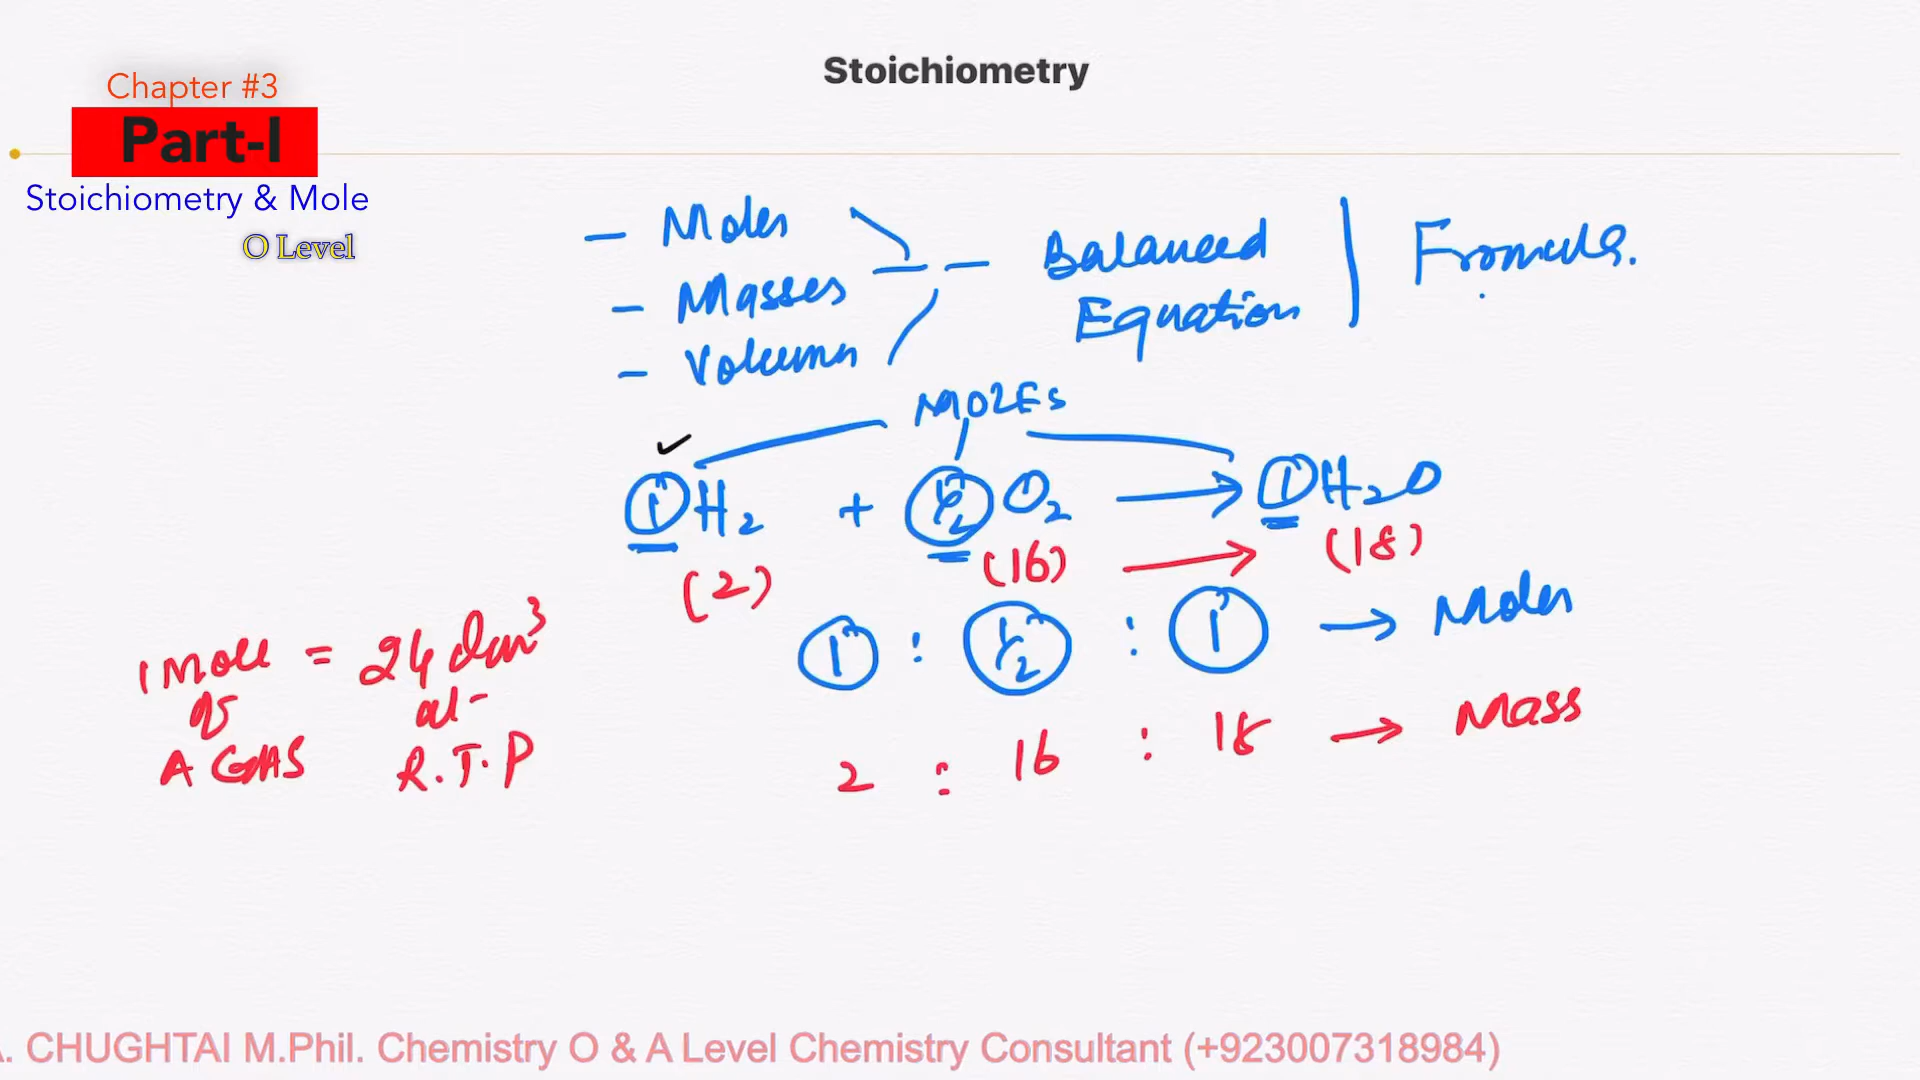 Stoichiometry
Chapter #3
Part-I
Stoichiometry & Mole
O Level
- Moles
- Masses
- Volumes
- Balanced Equation | Fromula.
MOLES
✓
1 H₂ + ½ O₂ → 1 H₂O
(2) (16) → (18)
1 : ½ : 1 → Moles
2 : 16 : 18 → Mass
1 Mole = 24 dm³
of at
A GAS R.T.P
A. CHUGHTAI M.Phil. Chemistry O & A Level Chemistry Consultant (+923007318984)